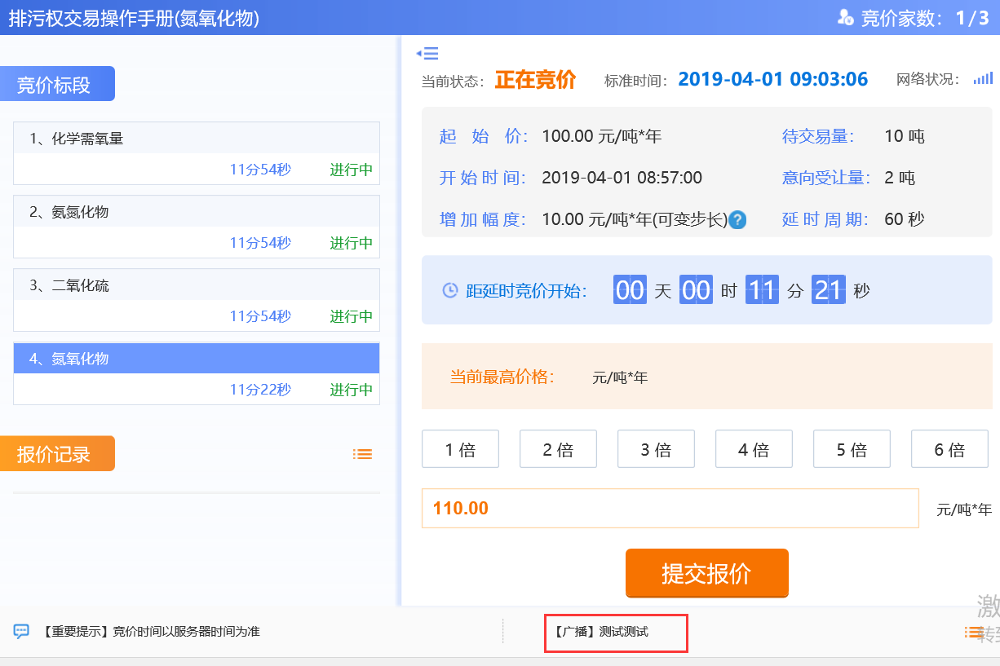 排污权交易操作手册(氮氧化物)
竞价家数： 1/3
竞价标段
1、化学需氧量
11分54秒 进行中
2、氨氮化物
11分54秒 进行中
3、二氧化硫
11分54秒 进行中
4、氮氧化物
11分22秒 进行中
报价记录
当前状态： 正在竞价 标准时间： 2019-04-01 09:03:06 网络状况：
起 始 价： 100.00 元/吨*年 待交易量： 10 吨
开 始 时 间： 2019-04-01 08:57:00 意向受让量： 2 吨
增 加 幅 度： 10.00 元/吨*年(可变步长)? 延 时 周 期： 60 秒
距延时竞价开始： 00 天 00 时 11 分 21 秒
当前最高价格： 元/吨*年
1 倍 2 倍 3 倍 4 倍 5 倍 6 倍
110.00 元/吨*年
提交报价
【重要提示】竞价时间以服务器时间为准 【广播】测试测试
激
转到